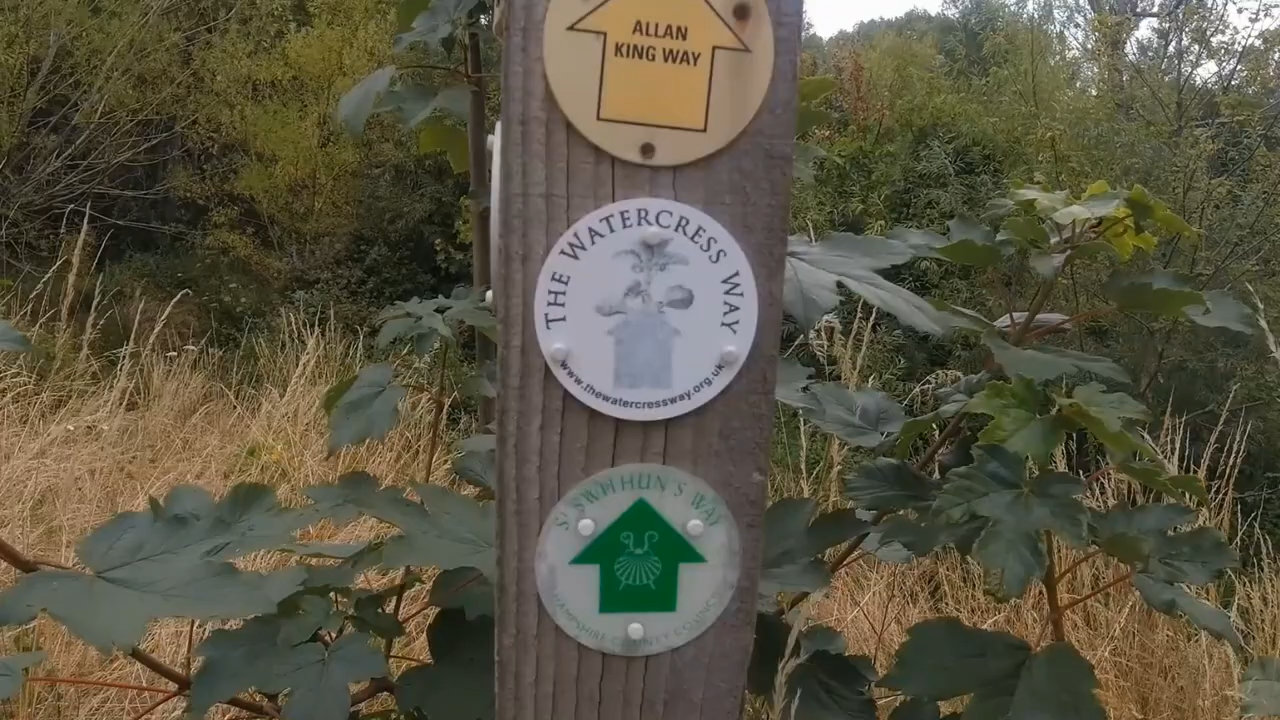 ALLAN
KING WAY
THE WATERCRESS WAY
www.thewatercressway.org.uk
ST SWITHUN'S WAY
HAMPSHIRE COUNTY COUNCIL